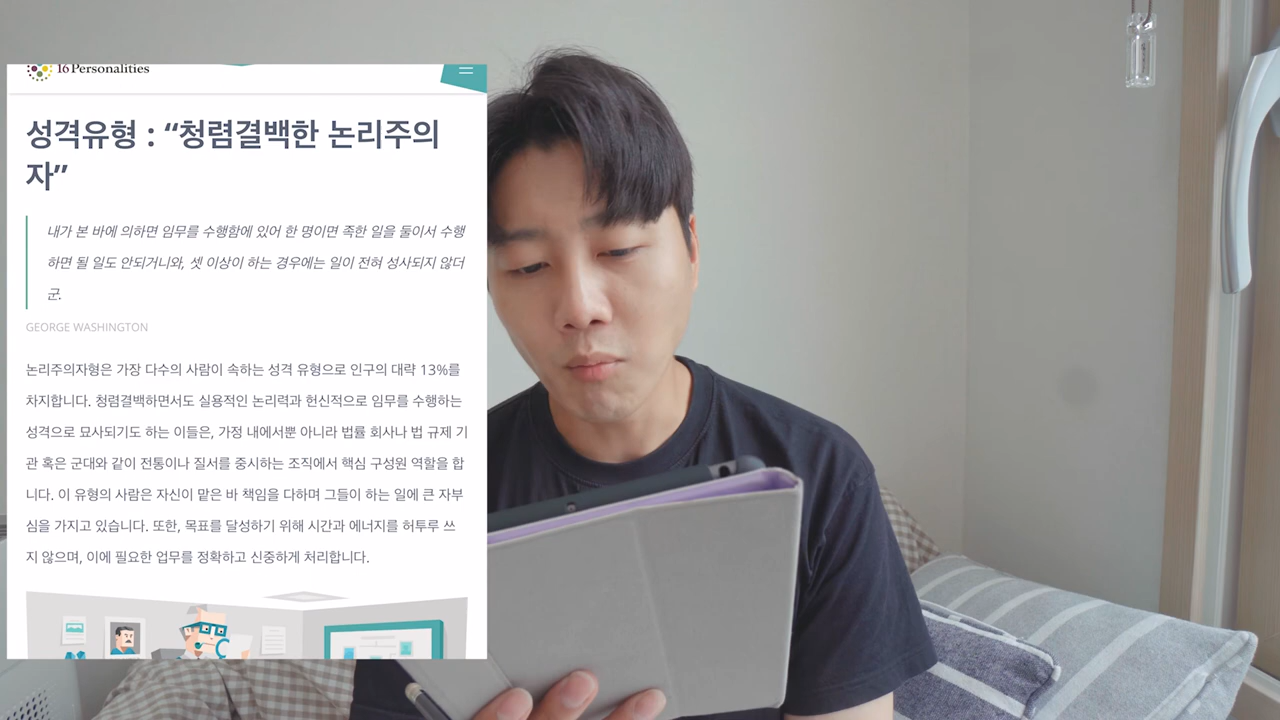 16Personalities
성격유형 : “청렴결백한 논리주의
자”
내가 본 바에 의하면 임무를 수행함에 있어 한 명이면 족한 일을 둘이서 수행
하면 될 일도 안되거니와, 셋 이상이 하는 경우에는 일이 전혀 성사되지 않더
군.
GEORGE WASHINGTON
논리주의자형은 가장 다수의 사람이 속하는 성격 유형으로 인구의 대략 13%를
차지합니다. 청렴결백하면서도 실용적인 논리력과 헌신적으로 임무를 수행하는
성격으로 묘사되기도 하는 이들은, 가정 내에서뿐 아니라 법률 회사나 법 규제 기
관 혹은 군대와 같이 전통이나 질서를 중시하는 조직에서 핵심 구성원 역할을 합
니다. 이 유형의 사람은 자신이 맡은 바 책임을 다하며 그들이 하는 일에 큰 자부
심을 가지고 있습니다. 또한, 목표를 달성하기 위해 시간과 에너지를 허투루 쓰
지 않으며, 이에 필요한 업무를 정확하고 신중하게 처리합니다.